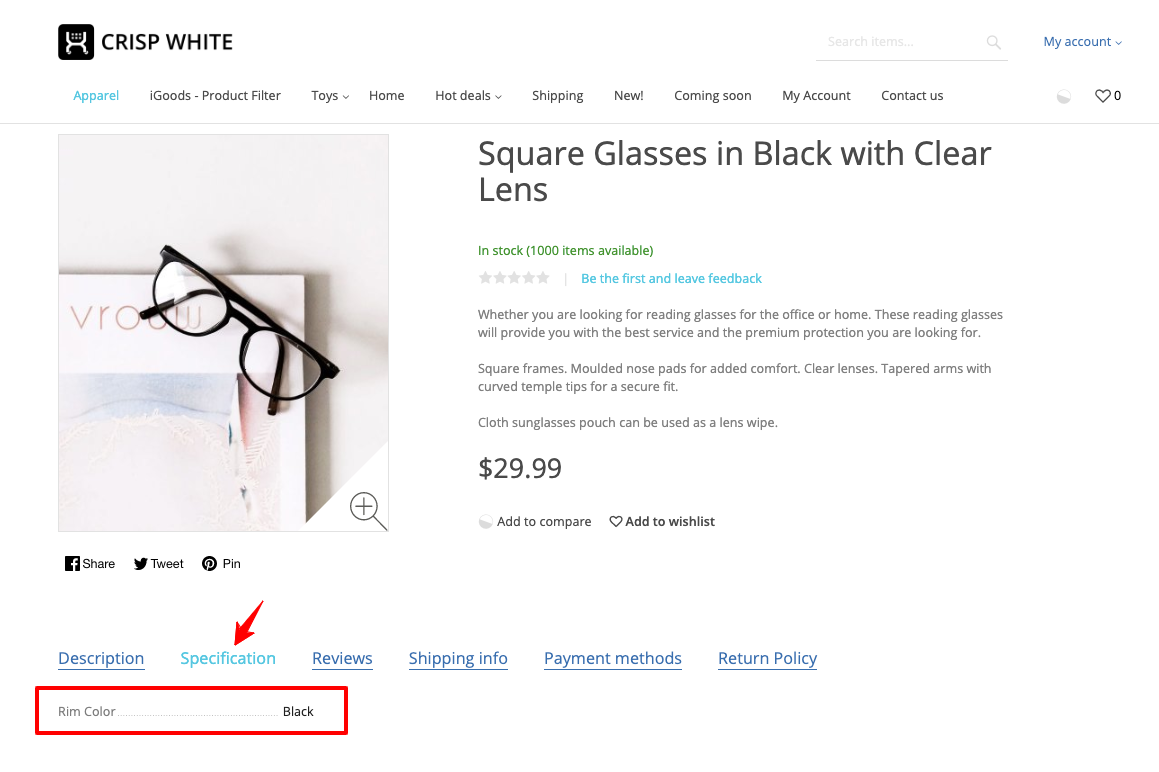 CRISP WHITE
Search items...
My account
Apparel iGoods - Product Filter Toys Home Hot deals Shipping New! Coming soon My Account Contact us 0
vrouw
Square Glasses in Black with Clear
Lens
In stock (1000 items available)
| Be the first and leave feedback
Whether you are looking for reading glasses for the office or home. These reading glasses
will provide you with the best service and the premium protection you are looking for.
Square frames. Moulded nose pads for added comfort. Clear lenses. Tapered arms with
curved temple tips for a secure fit.
Cloth sunglasses pouch can be used as a lens wipe.
$29.99
Add to compare Add to wishlist
Share Tweet Pin
Description Specification Reviews Shipping info Payment methods Return Policy
Rim Color Black